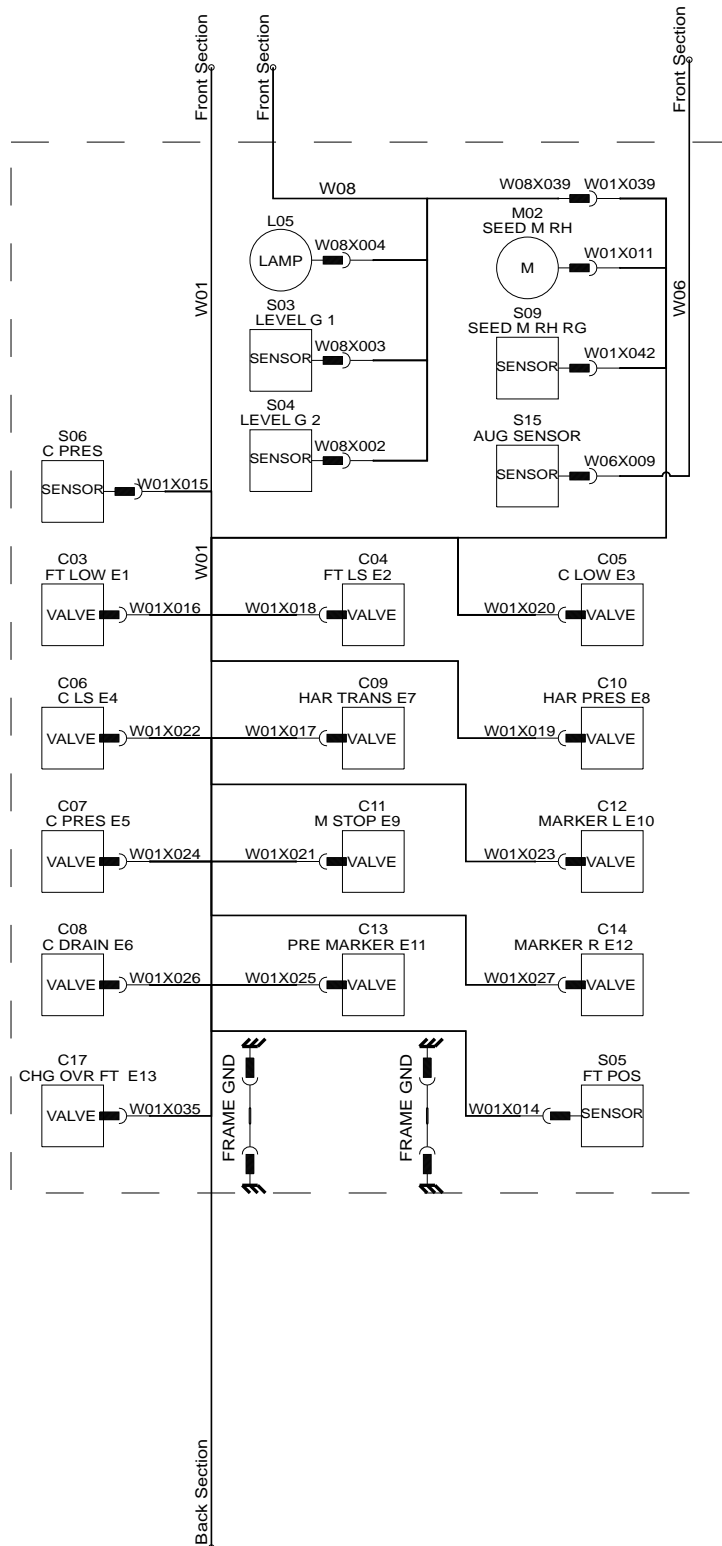 Front Section
Front Section
Front Section
W08
W08X039
W01X039
L05
LAMP
W08X004
M02
SEED M RH
M
W01X011
W01
W06
S03
LEVEL G 1
SENSOR
W08X003
S09
SEED M RH RG
SENSOR
W01X042
S04
LEVEL G 2
SENSOR
W08X002
S15
AUG SENSOR
SENSOR
W06X009
S06
C PRES
SENSOR
W01X015
W01
C03
FT LOW E1
VALVE
W01X016
W01X018
C04
FT LS E2
VALVE
W01X020
C05
C LOW E3
VALVE
C06
C LS E4
VALVE
W01X022
W01X017
C09
HAR TRANS E7
VALVE
W01X019
C10
HAR PRES E8
VALVE
C07
C PRES E5
VALVE
W01X024
W01X021
C11
M STOP E9
VALVE
W01X023
C12
MARKER L E10
VALVE
C08
C DRAIN E6
VALVE
W01X026
W01X025
C13
PRE MARKER E11
VALVE
W01X027
C14
MARKER R E12
VALVE
C17
CHG OVR FT E13
VALVE
W01X035
FRAME GND
FRAME GND
W01X014
S05
FT POS
SENSOR
Back Section